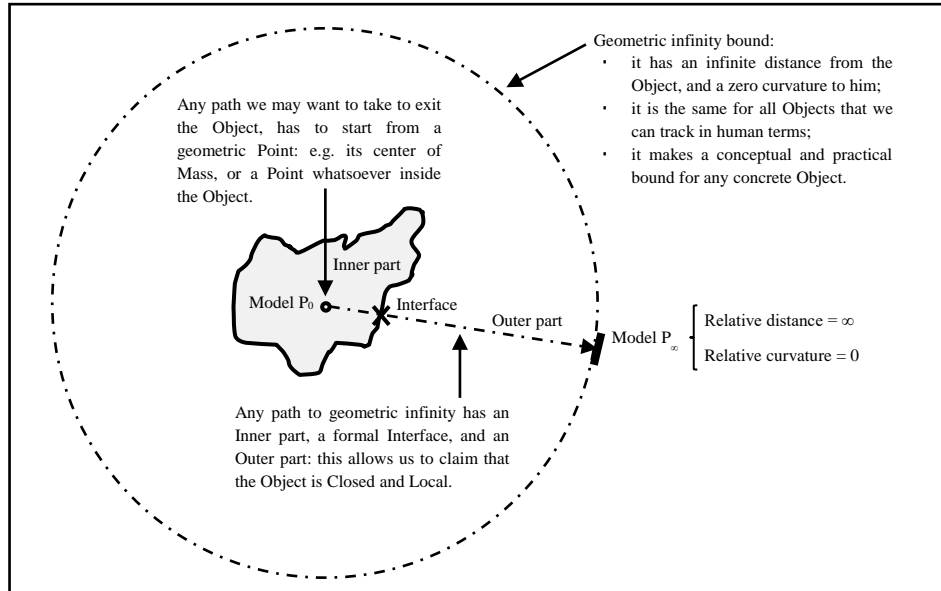 Geometric infinity bound:
· it has an infinite distance from the
Object, and a zero curvature to him;
· it is the same for all Objects that we
can track in human terms;
· it makes a conceptual and practical
bound for any concrete Object.
Any path we may want to take to exit
the Object, has to start from a
geometric Point: e.g. its center of
Mass, or a Point whatsoever inside
the Object.
Inner part
Model P₀
Interface
Outer part
Model P∞
Relative distance = ∞
Relative curvature = 0
Any path to geometric infinity has an
Inner part, a formal Interface, and an
Outer part: this allows us to claim that
the Object is Closed and Local.